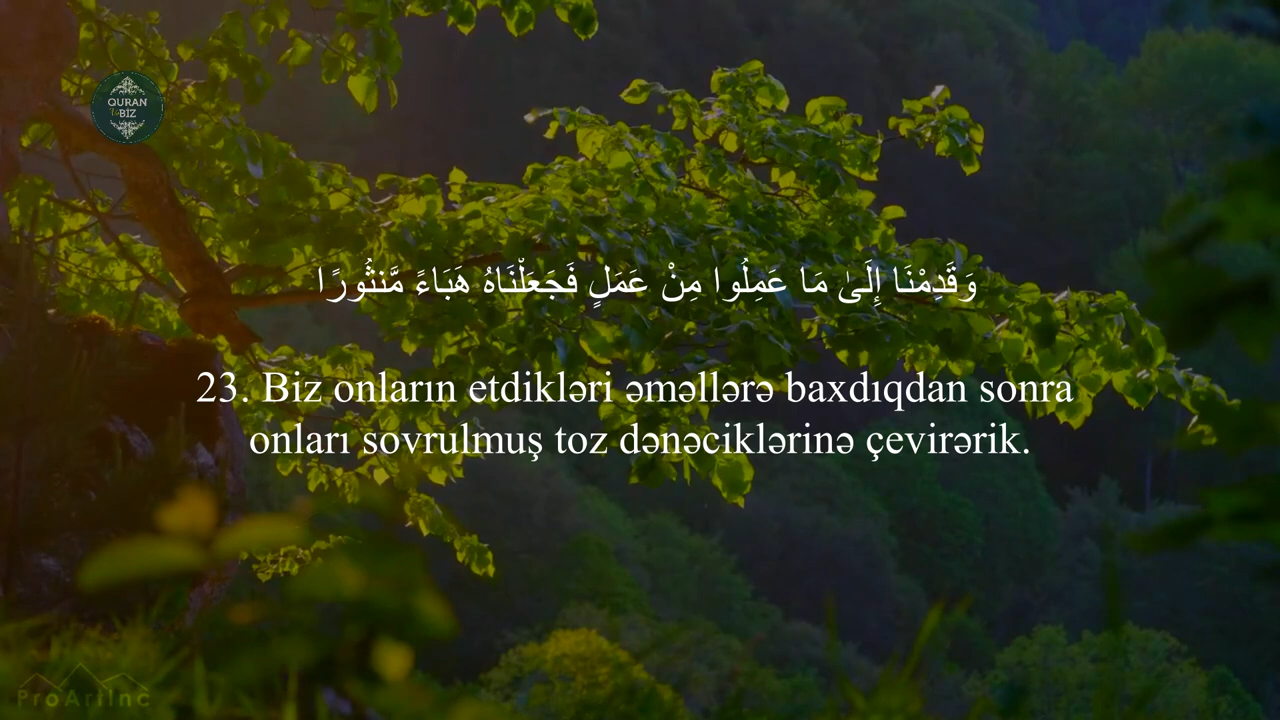 QURAN
BIZ
وَقَدِمْنَا إِلَىٰ مَا عَمِلُوا مِنْ عَمَلٍ فَجَعَلْنَاهُ هَبَاءً مَّنثُورًا
23. Biz onların etdikləri əməllərə baxdıqdan sonra
onları sovrulmuş toz dənəciklərinə çevirərik.
ProArtInc